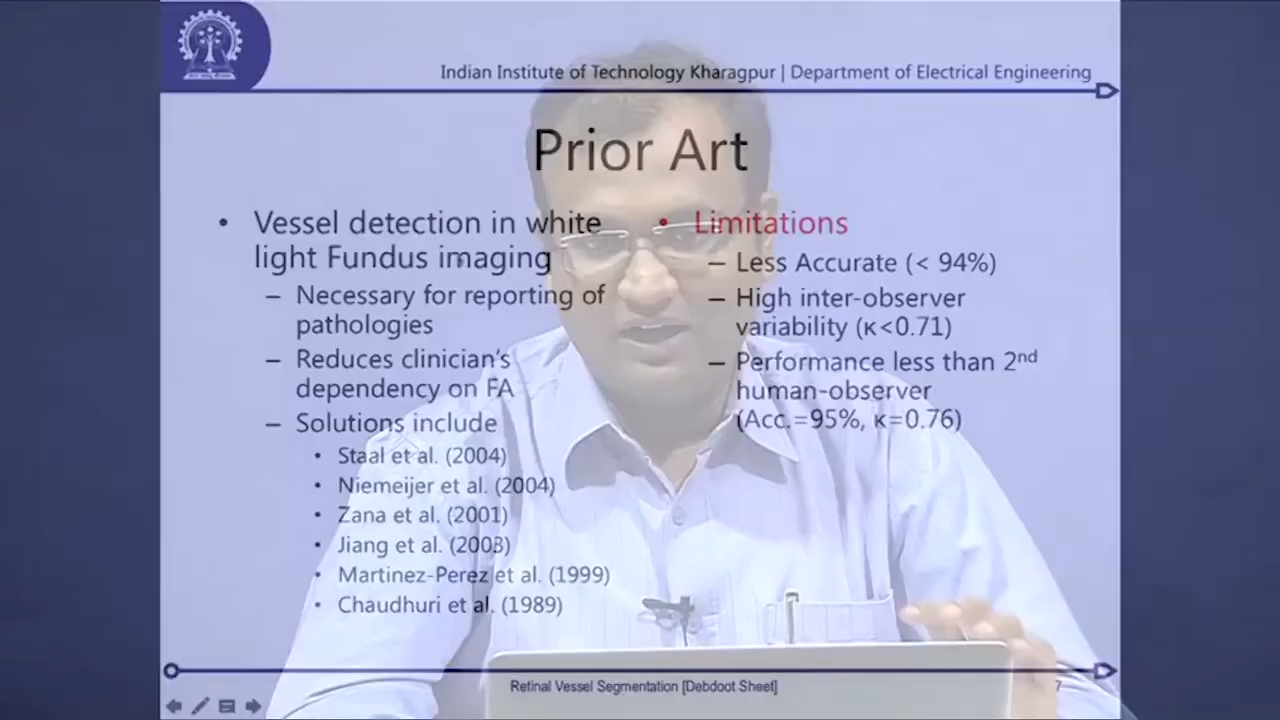 Indian Institute of Technology Kharagpur | Department of Electrical Engineering
Prior Art
• Vessel detection in white
light Fundus imaging
– Necessary for reporting of
pathologies
– Reduces clinician's
dependency on FA
– Solutions include
• Staal et al. (2004)
• Niemeijer et al. (2004)
• Zana et al. (2001)
• Jiang et al. (2003)
• Martinez-Perez et al. (1999)
• Chaudhuri et al. (1989)
• Limitations
– Less Accurate (< 94%)
– High inter-observer
variability (κ<0.71)
– Performance less than 2nd
human-observer
(Acc.=95%, κ=0.76)
Retinal Vessel Segmentation [Debdoot Sheet]
7